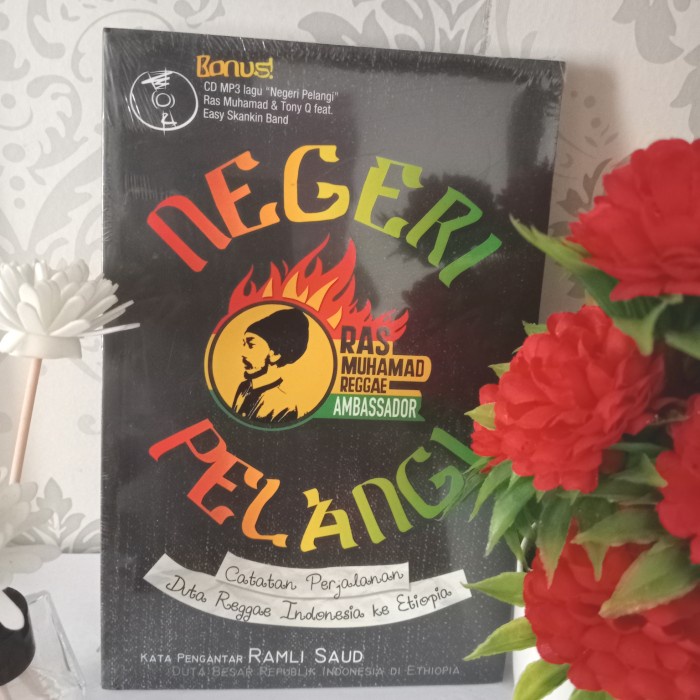 Bonus!
CD MP3 lagu "Negeri Pelangi"
Ras Muhamad & Tony Q feat.
Easy Skankin Band
NEGERI
RAS
MUHAMAD
REGGAE
AMBASSADOR
PELANGI
Catatan Perjalanan
Duta Reggae Indonesia ke Etiopia
KATA PENGANTAR RAMLI SAUD
DUTA BESAR REPUBLIK INDONESIA DI ETHIOPIA